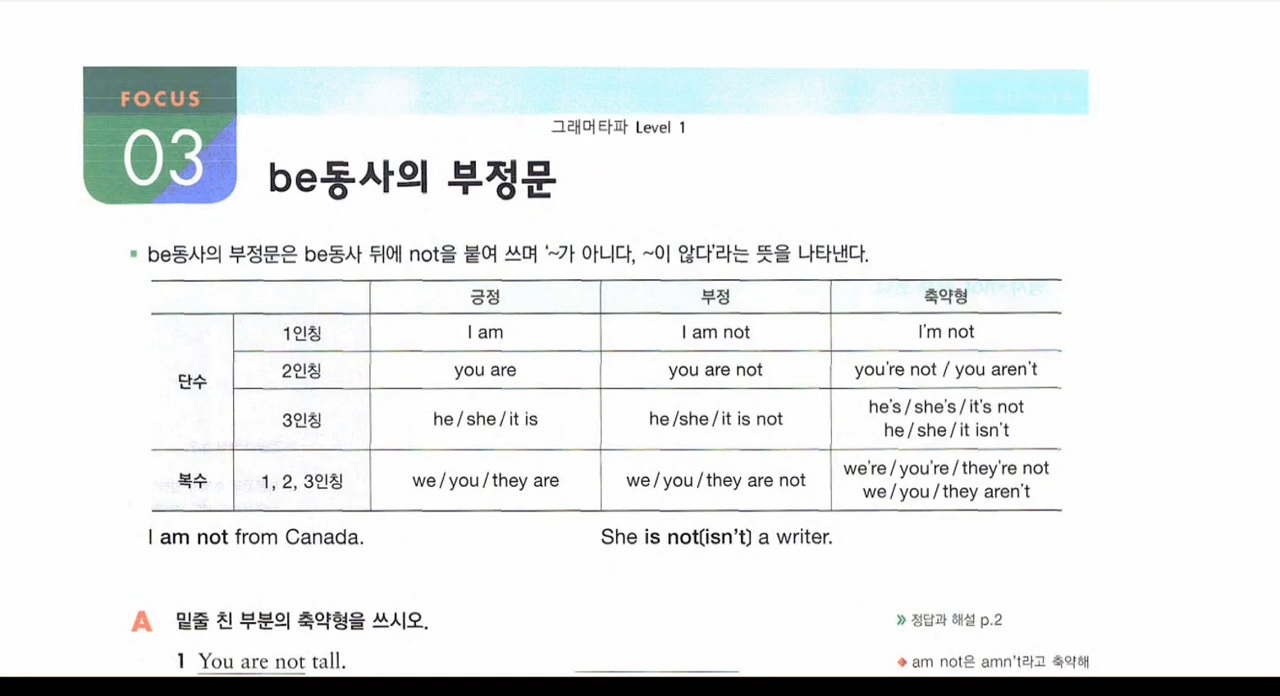 FOCUS
03
그래머타파 Level 1
be동사의 부정문
be동사의 부정문은 be동사 뒤에 not을 붙여 쓰며 '~가 아니다, ~이 않다'라는 뜻을 나타낸다.
긍정 부정 축약형
단수 1인칭 I am I am not I'm not
2인칭 you are you are not you're not / you aren't
3인칭 he / she / it is he / she / it is not he's / she's / it's not
he / she / it isn't
복수 1, 2, 3인칭 we / you / they are we / you / they are not we're / you're / they're not
we / you / they aren't
I am not from Canada. She is not(isn't) a writer.
A 밑줄 친 부분의 축약형을 쓰시오. » 정답과 해설 p.2
1 You are not tall. ◆ am not은 amn't라고 축약해